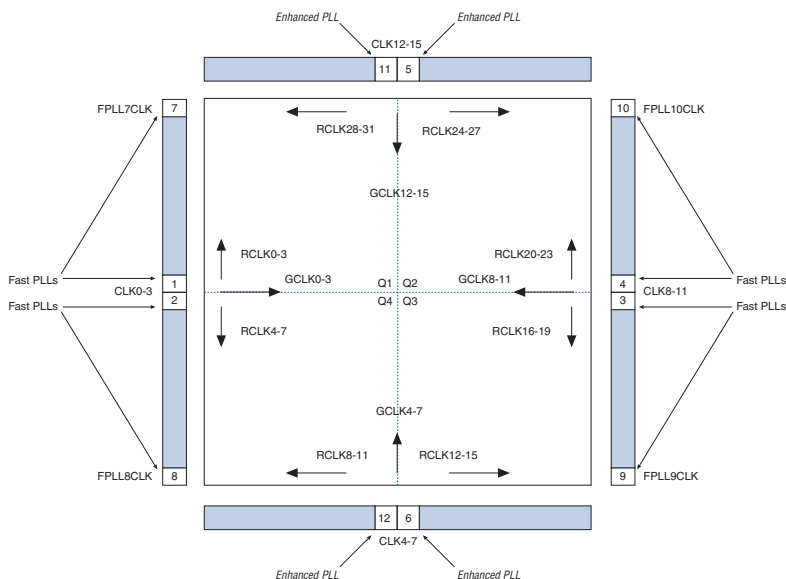 Enhanced PLL
Enhanced PLL
CLK12-15
11
5
FPLL7CLK
7
10
FPLL10CLK
RCLK28-31
RCLK24-27
GCLK12-15
RCLK0-3
RCLK20-23
Fast PLLs
1
GCLK0-3
Q1
Q2
GCLK8-11
4
Fast PLLs
CLK0-3
CLK8-11
Fast PLLs
2
Q4
Q3
3
Fast PLLs
RCLK4-7
RCLK16-19
GCLK4-7
RCLK8-11
RCLK12-15
FPLL8CLK
8
9
FPLL9CLK
12
6
CLK4-7
Enhanced PLL
Enhanced PLL